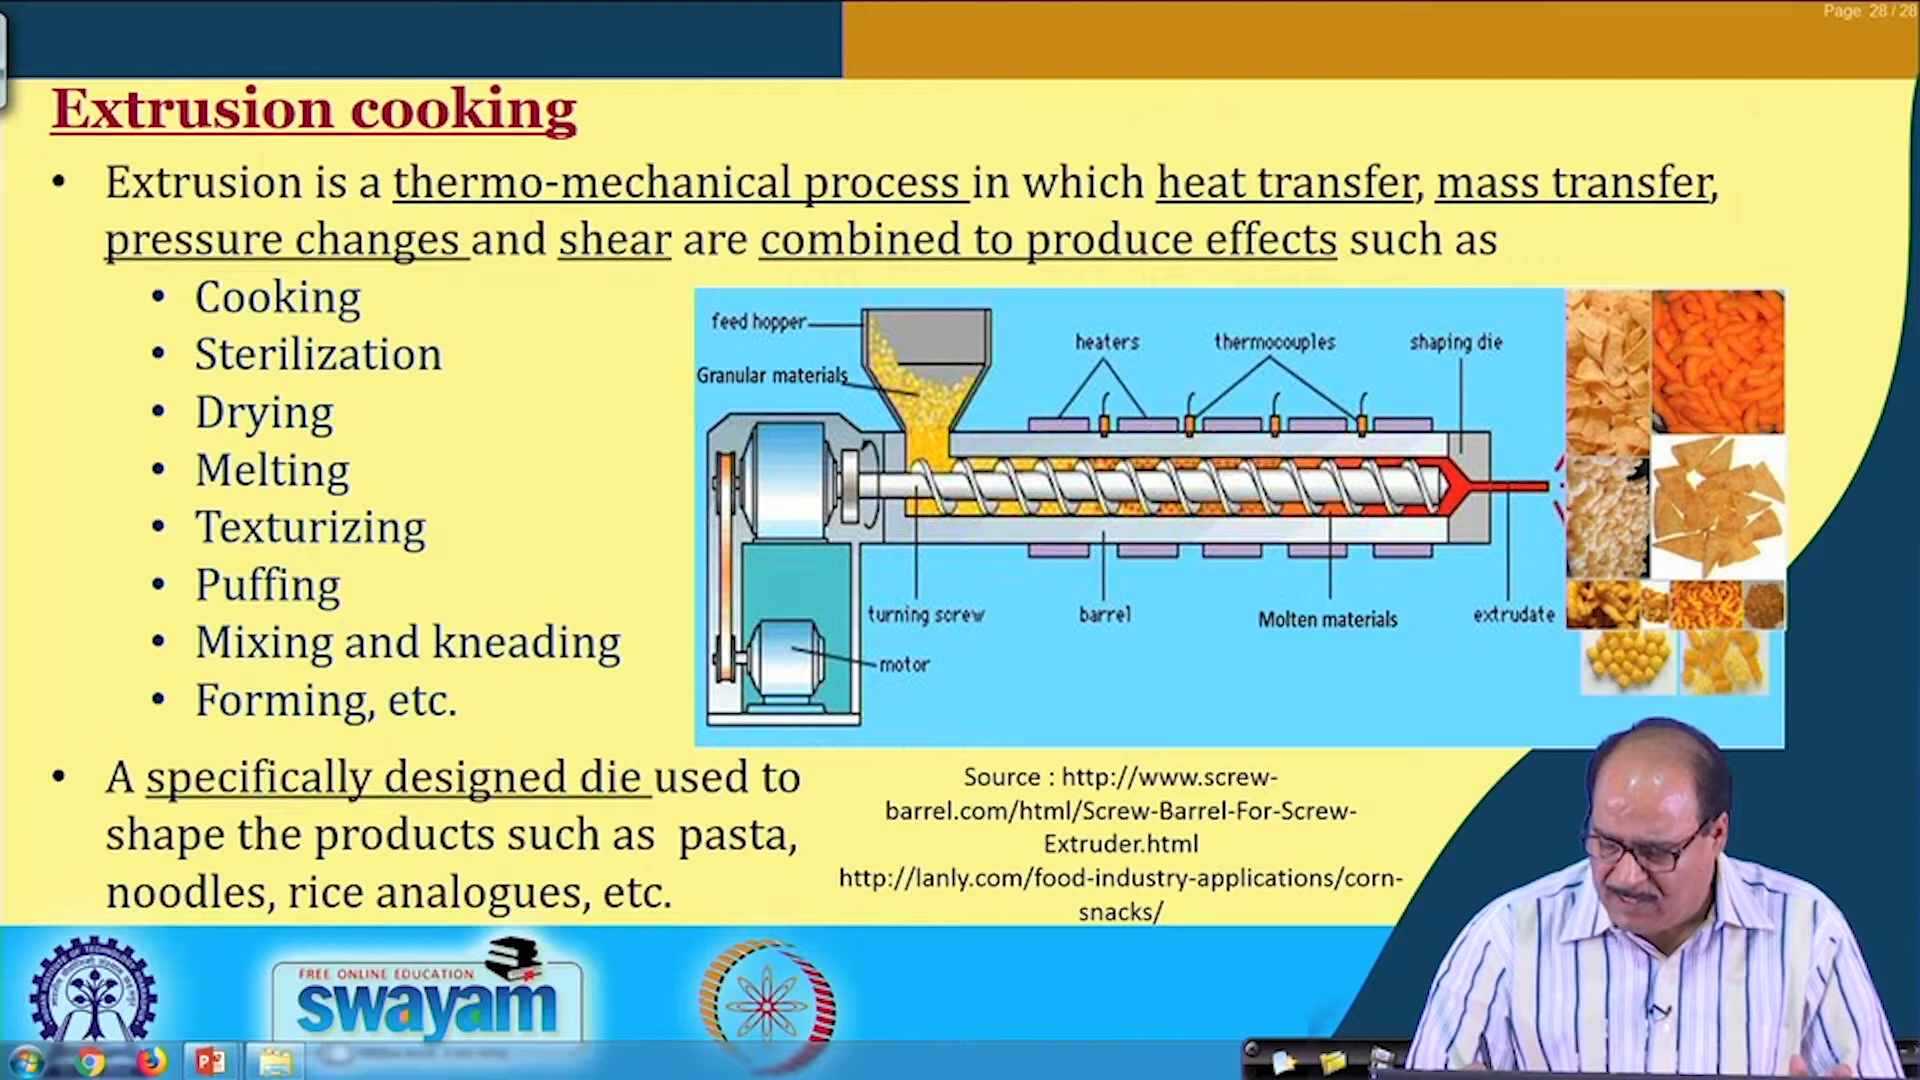 Page: 28 / 28
Extrusion cooking
• Extrusion is a thermo-mechanical process in which heat transfer, mass transfer,
pressure changes and shear are combined to produce effects such as
• Cooking
• Sterilization
• Drying
• Melting
• Texturizing
• Puffing
• Mixing and kneading
• Forming, etc.
feed hopper
Granular materials
heaters
thermocouples
shaping die
turning screw
barrel
Molten materials
extrudate
motor
• A specifically designed die used to
shape the products such as pasta,
noodles, rice analogues, etc.
Source : http://www.screw-
barrel.com/html/Screw-Barrel-For-Screw-
Extruder.html
http://lanly.com/food-industry-applications/corn-
snacks/
FREE ONLINE EDUCATION
swayam